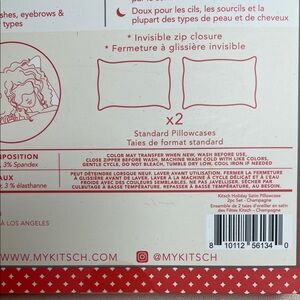 shes, eyebrows &
types
Doux pour les cils, les sourcils et la
plupart des types de peau et de cheveux
* Invisible zip closure
* Fermeture à glissière invisible
x2
Standard Pillowcases
Taies de format standard
POSITION
, 3% Spandex
COLOR MAY TRANSFER WHEN NEW, WASH BEFORE USE,
CLOSE ZIPPER BEFORE WASH, MACHINE WASH COLD WITH LIKE COLORS,
GENTLE CYCLE, DO NOT BLEACH, TUMBLE DRY LOW, COOL IRON IF NEEDED
AU
, 3 % élasthanne
PEUT DÉTEINDRE LORSQUE NEUF. LAVER AVANT UTILISATION. FERMER LA FERMETURE
À GLISSIÈRE AVANT DE LAVER. LAVER À LA MACHINE À CYCLE DÉLICAT ET À L'EAU
FROIDE AVEC DES COULEURS SEMBLABLES. NE PAS JAVELLISER. SÉCHER PAR
CULBUTAGE À BASSE TEMPÉRATURE. REPASSER À BASSE TEMPÉRATURE AU BESOIN.
Kitsch Holiday Satin Pillowcase
2pc Set - Champagne
Ensemble de 2 taies d'oreiller en satin
des Fêtes Kitsch - Champagne
8 10112 56134 0
LOS ANGELES
WWW.MYKITSCH.COM
@MYKITSCH